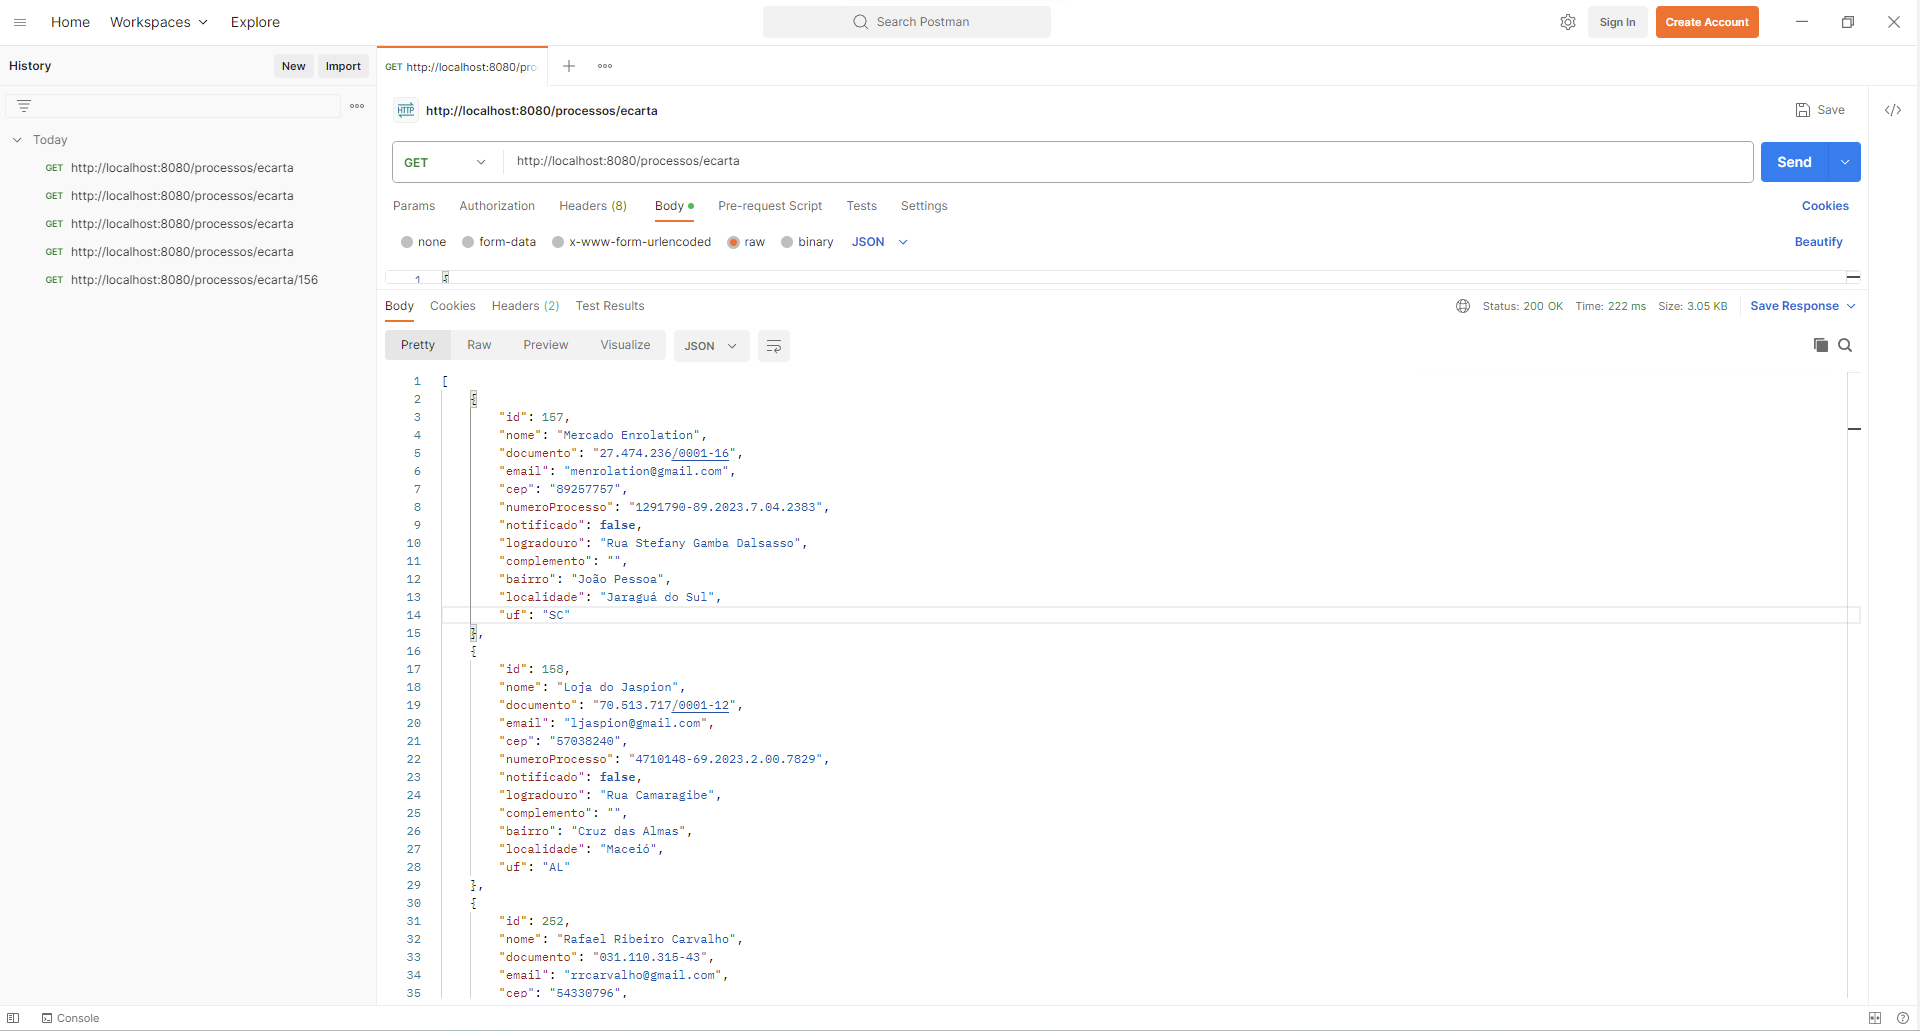 Home Workspaces Explore Search Postman Sign In Create Account
History New Import GET http://localhost:8080/pro
http://localhost:8080/processos/ecarta Save
Today
GET http://localhost:8080/processos/ecarta
GET http://localhost:8080/processos/ecarta
GET http://localhost:8080/processos/ecarta
GET http://localhost:8080/processos/ecarta
GET http://localhost:8080/processos/ecarta/156
HTTP
GET http://localhost:8080/processos/ecarta Send
Params Authorization Headers (8) Body Pre-request Script Tests Settings Cookies
none form-data x-www-form-urlencoded raw binary JSON Beautify
1 {
Body Cookies Headers (2) Test Results Status: 200 OK Time: 222 ms Size: 3.05 KB Save Response
Pretty Raw Preview Visualize JSON
1 [
2 {
3 "id": 157,
4 "nome": "Mercado Enrolation",
5 "documento": "27.474.236/0001-16",
6 "email": "menrolation@gmail.com",
7 "cep": "89257757",
8 "numeroProcesso": "1291790-89.2023.7.04.2383",
9 "notificado": false,
10 "logradouro": "Rua Stefany Gamba Dalsasso",
11 "complemento": "",
12 "bairro": "João Pessoa",
13 "localidade": "Jaraguá do Sul",
14 "uf": "SC"
15 },
16 {
17 "id": 158,
18 "nome": "Loja do Jaspion",
19 "documento": "70.513.717/0001-12",
20 "email": "ljaspion@gmail.com",
21 "cep": "57038240",
22 "numeroProcesso": "4710148-69.2023.2.00.7829",
23 "notificado": false,
24 "logradouro": "Rua Camaragibe",
25 "complemento": "",
26 "bairro": "Cruz das Almas",
27 "localidade": "Maceió",
28 "uf": "AL"
29 },
30 {
31 "id": 252,
32 "nome": "Rafael Ribeiro Carvalho",
33 "documento": "031.110.315-43",
34 "email": "rrcarvalho@gmail.com",
35 "cep": "54330796",
Console